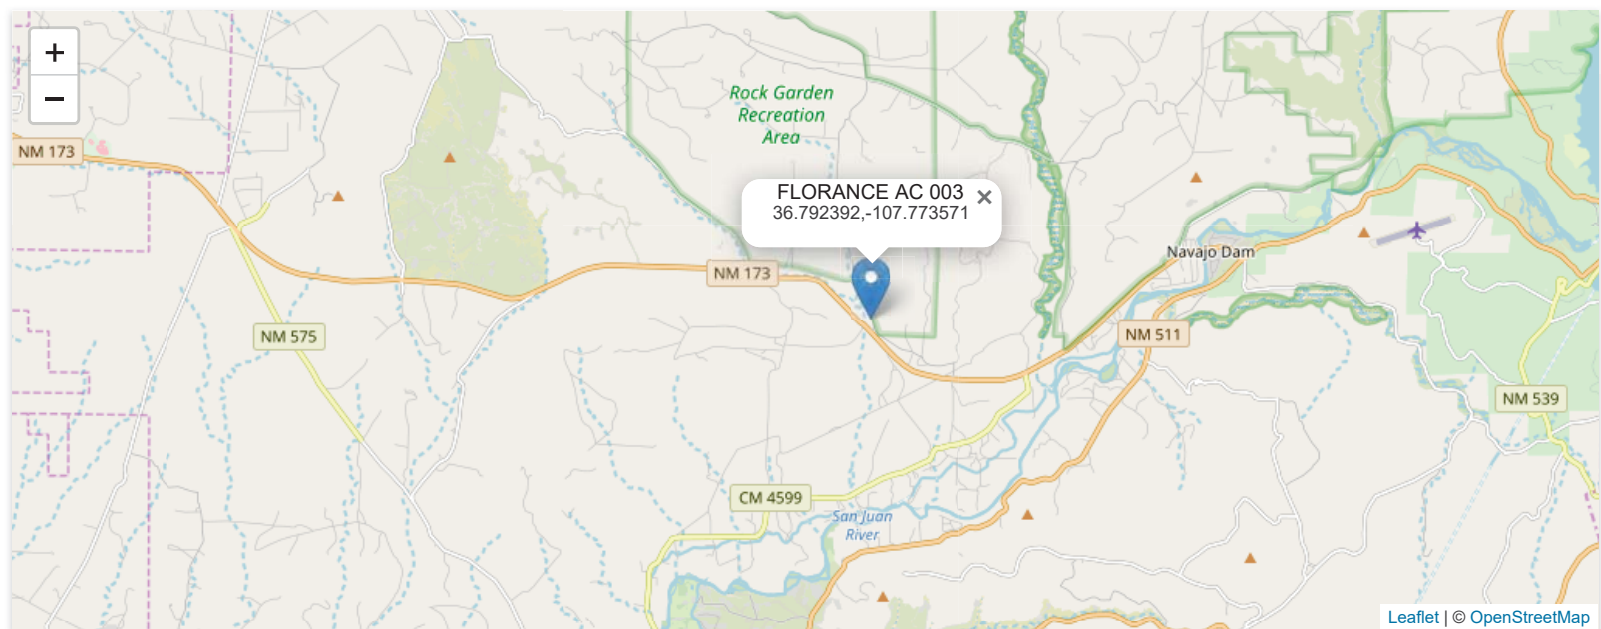 +
−
Rock Garden
Recreation
Area
NM 173
FLORANCE AC 003 ×
36.792392,-107.773571
Navajo Dam
NM 173
NM 575
NM 511
NM 539
CM 4599
San Juan
River
Leaflet | © OpenStreetMap